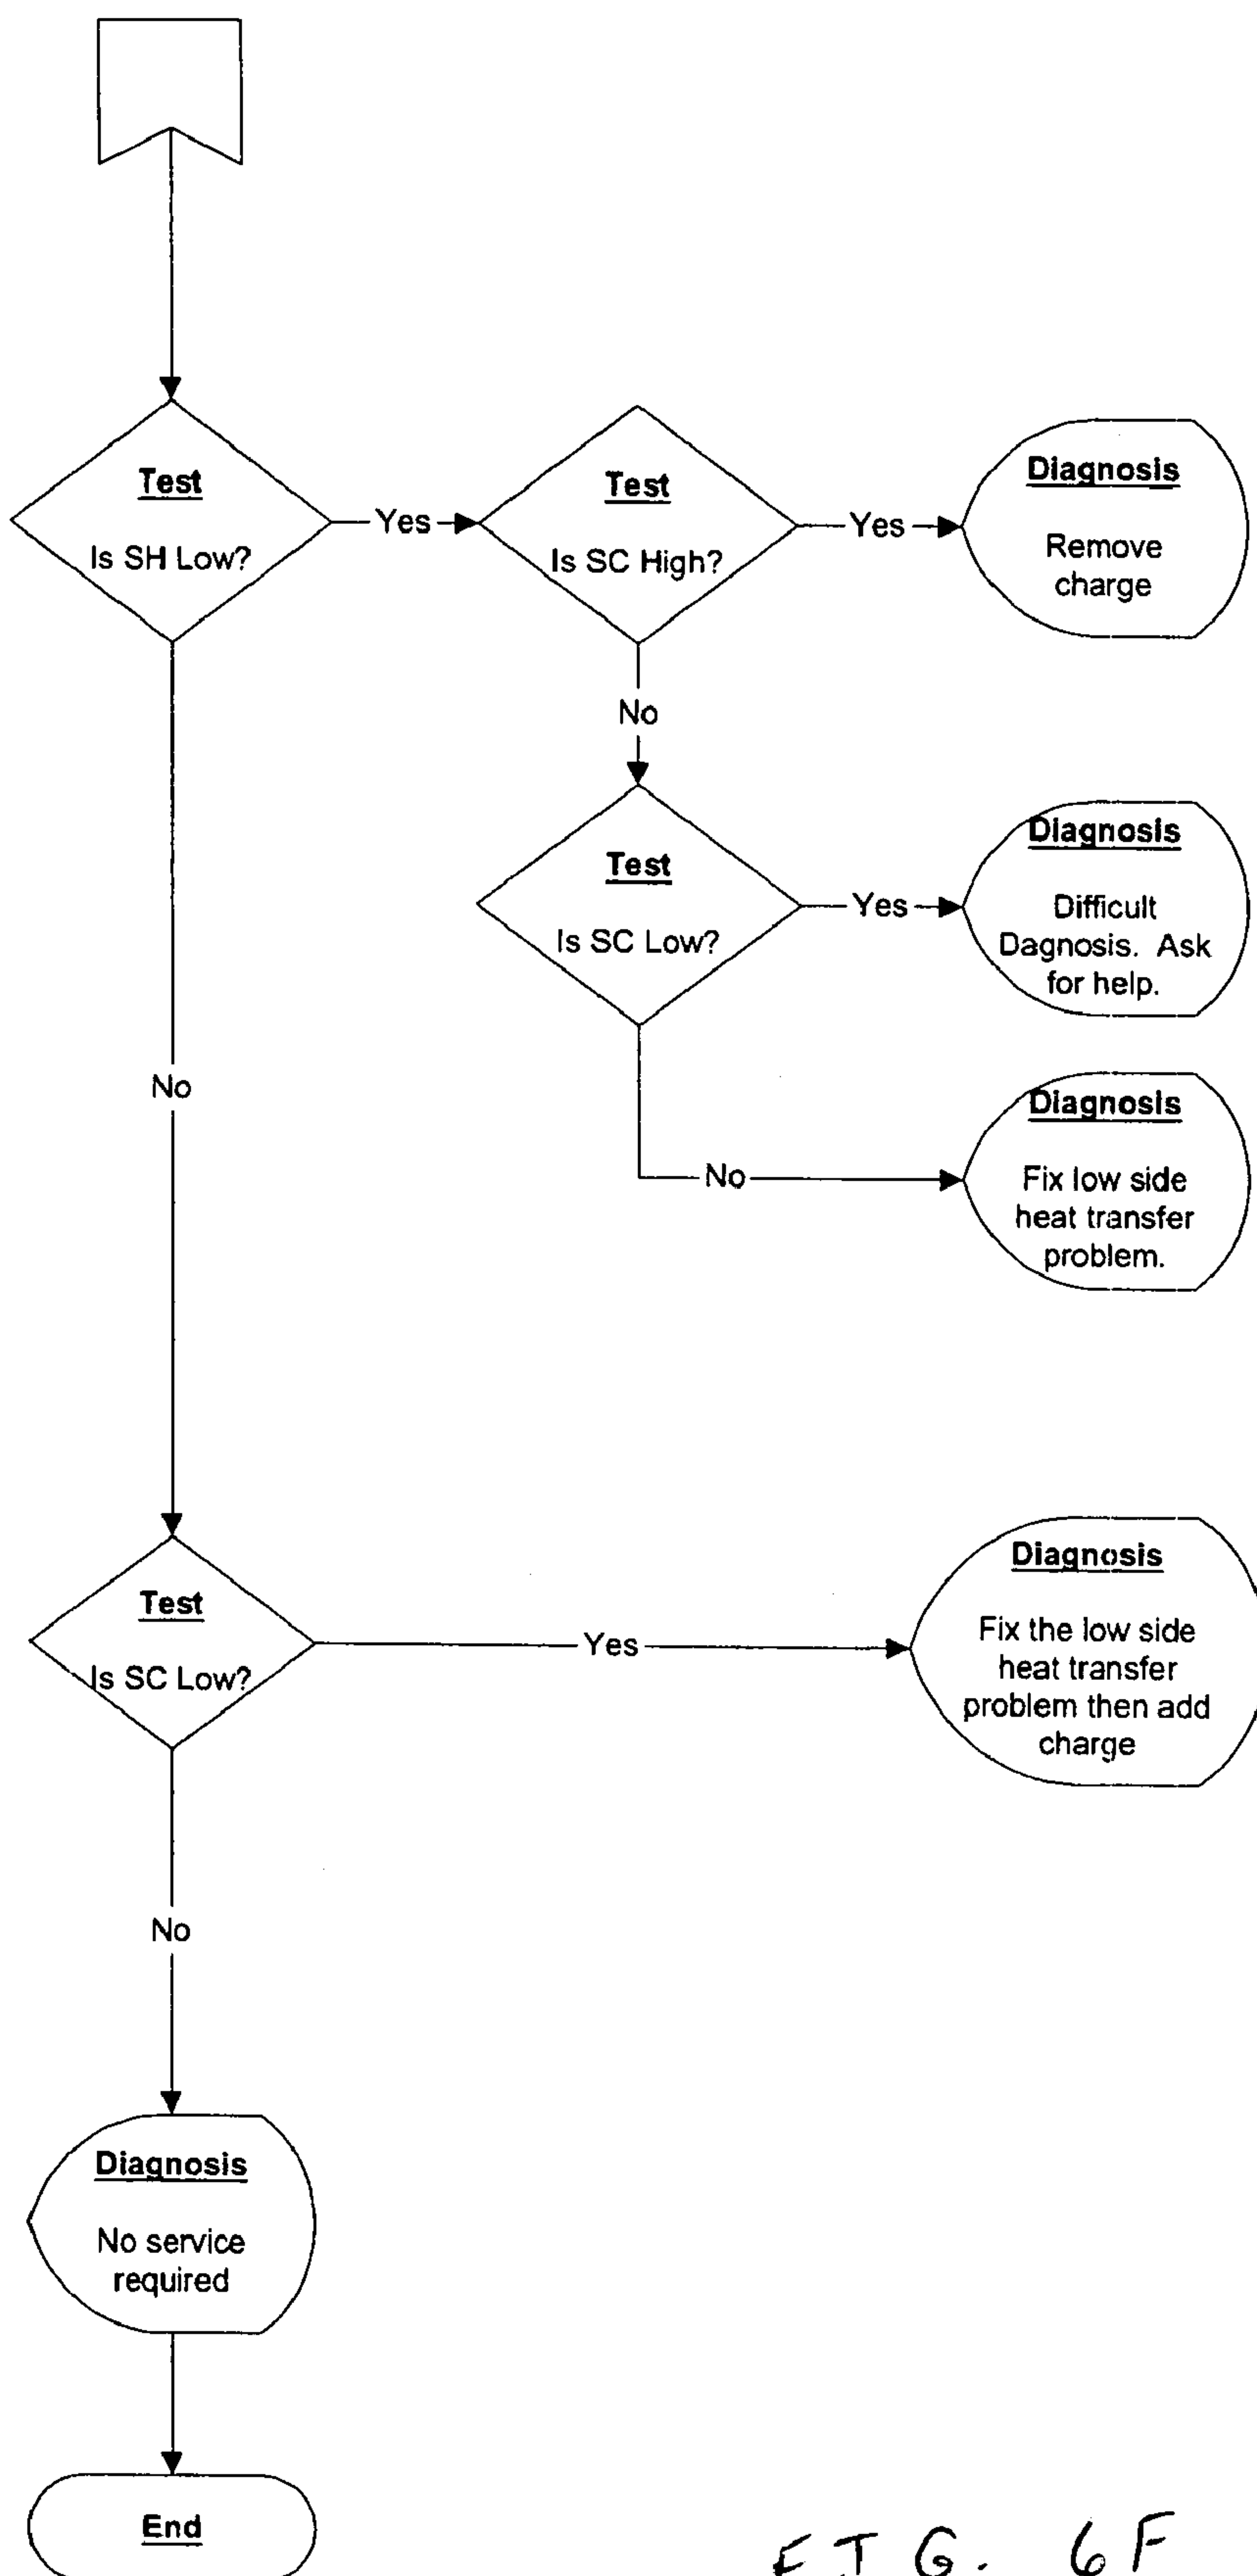 Test
Is SH Low?
Yes
Test
Is SC High?
Yes
Diagnosis
Remove
charge
No
Test
Is SC Low?
Yes
Diagnosis
Difficult
Dagnosis. Ask
for help.
No
Diagnosis
Fix low side
heat transfer
problem.
No
Test
Is SC Low?
Yes
Diagnosis
Fix the low side
heat transfer
problem then add
charge
No
Diagnosis
No service
required
End
FIG. 6F